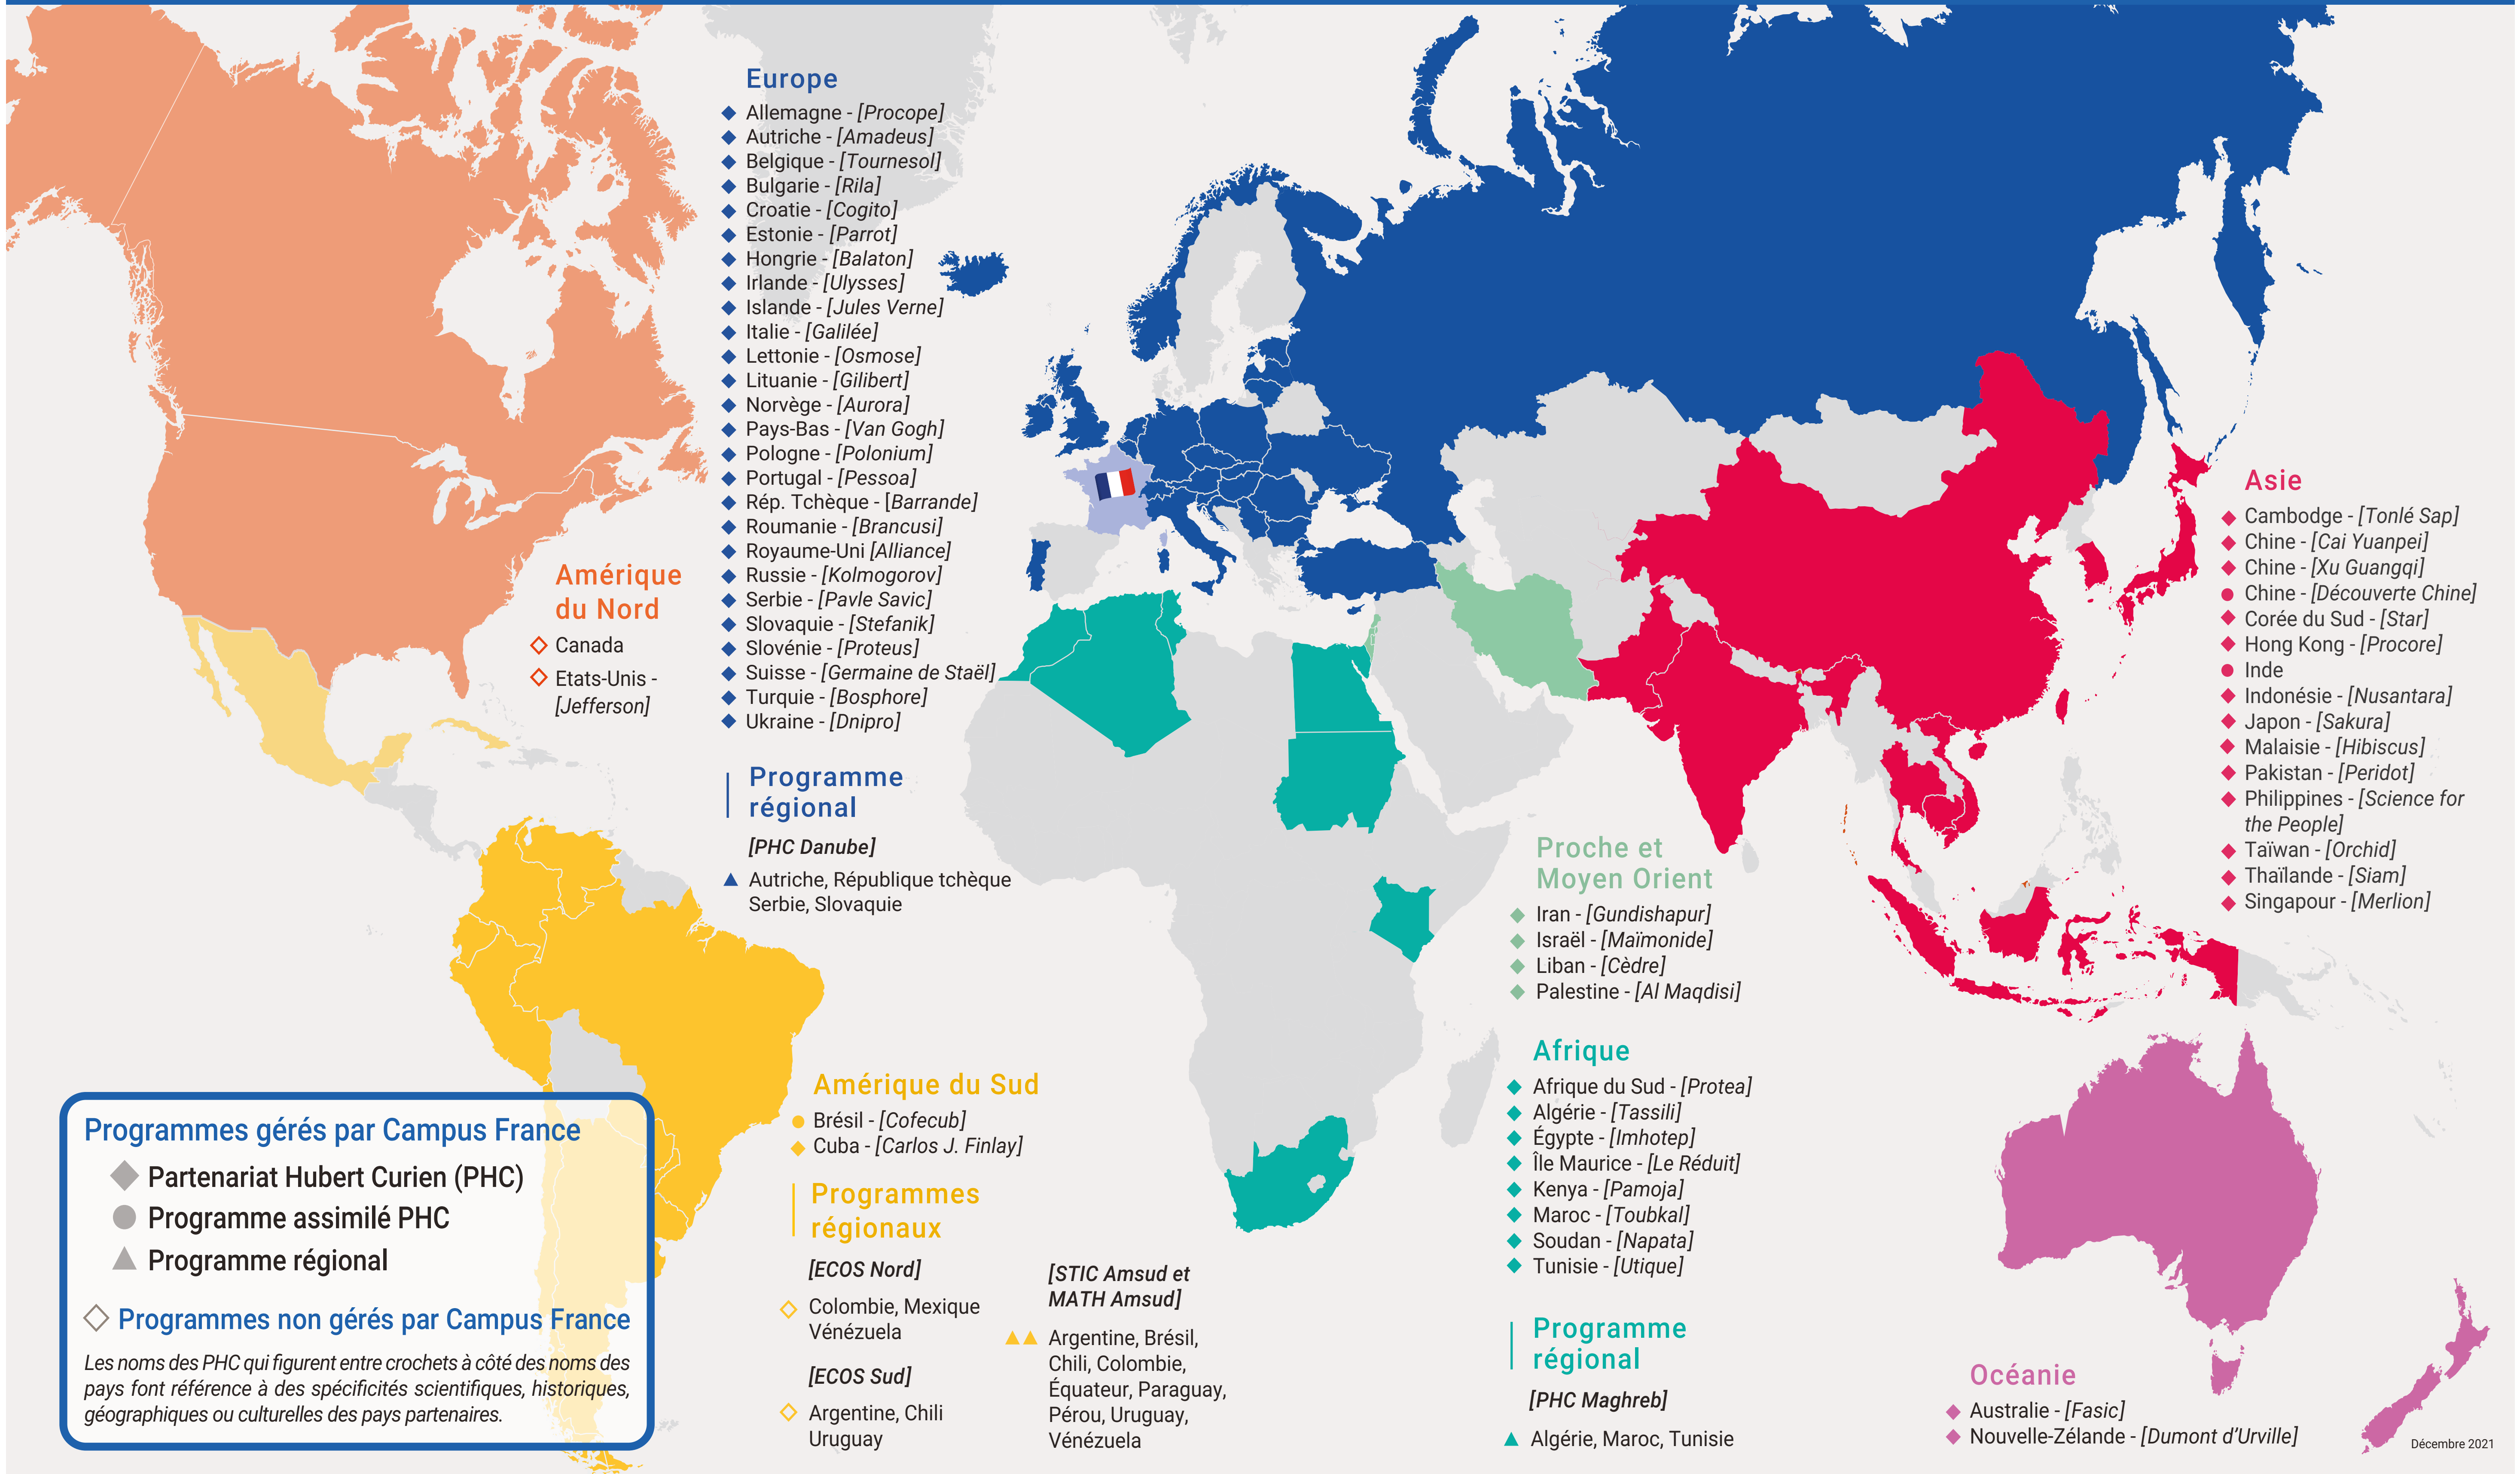 Europe
Allemagne - [Procope]
Autriche - [Amadeus]
Belgique - [Tournesol]
Bulgarie - [Rila]
Croatie - [Cogito]
Estonie - [Parrot]
Hongrie - [Balaton]
Irlande - [Ulysses]
Islande - [Jules Verne]
Italie - [Galilée]
Lettonie - [Osmose]
Lituanie - [Gilibert]
Norvège - [Aurora]
Pays-Bas - [Van Gogh]
Pologne - [Polonium]
Portugal - [Pessoa]
Rép. Tchèque - [Barrande]
Roumanie - [Brancusi]
Royaume-Uni [Alliance]
Russie - [Kolmogorov]
Serbie - [Pavle Savic]
Slovaquie - [Stefanik]
Slovénie - [Proteus]
Suisse - [Germaine de Staël]
Turquie - [Bosphore]
Ukraine - [Dnipro]
Programme
régional
[PHC Danube]
Autriche, République tchèque
Serbie, Slovaquie
Amérique
du Nord
Canada
Etats-Unis -
[Jefferson]
Asie
Cambodge - [Tonlé Sap]
Chine - [Cai Yuanpei]
Chine - [Xu Guangqi]
Chine - [Découverte Chine]
Corée du Sud - [Star]
Hong Kong - [Procore]
Inde
Indonésie - [Nusantara]
Japon - [Sakura]
Malaisie - [Hibiscus]
Pakistan - [Peridot]
Philippines - [Science for
the People]
Taïwan - [Orchid]
Thaïlande - [Siam]
Singapour - [Merlion]
Proche et
Moyen Orient
Iran - [Gundishapur]
Israël - [Maïmonide]
Liban - [Cèdre]
Palestine - [Al Maqdisi]
Afrique
Afrique du Sud - [Protea]
Algérie - [Tassili]
Égypte - [Imhotep]
Île Maurice - [Le Réduit]
Kenya - [Pamoja]
Maroc - [Toubkal]
Soudan - [Napata]
Tunisie - [Utique]
Programme
régional
[PHC Maghreb]
Algérie, Maroc, Tunisie
Amérique du Sud
Brésil - [Cofecub]
Cuba - [Carlos J. Finlay]
Programmes
régionaux
[ECOS Nord]
Colombie, Mexique
Vénézuela
[ECOS Sud]
Argentine, Chili
Uruguay
[STIC Amsud et
MATH Amsud]
Argentine, Brésil,
Chili, Colombie,
Équateur, Paraguay,
Pérou, Uruguay,
Vénézuela
Océanie
Australie - [Fasic]
Nouvelle-Zélande - [Dumont d’Urville]
Décembre 2021
Programmes gérés par Campus France
Partenariat Hubert Curien (PHC)
Programme assimilé PHC
Programme régional
Programmes non gérés par Campus France
Les noms des PHC qui figurent entre crochets à côté des noms des
pays font référence à des spécificités scientifiques, historiques,
géographiques ou culturelles des pays partenaires.